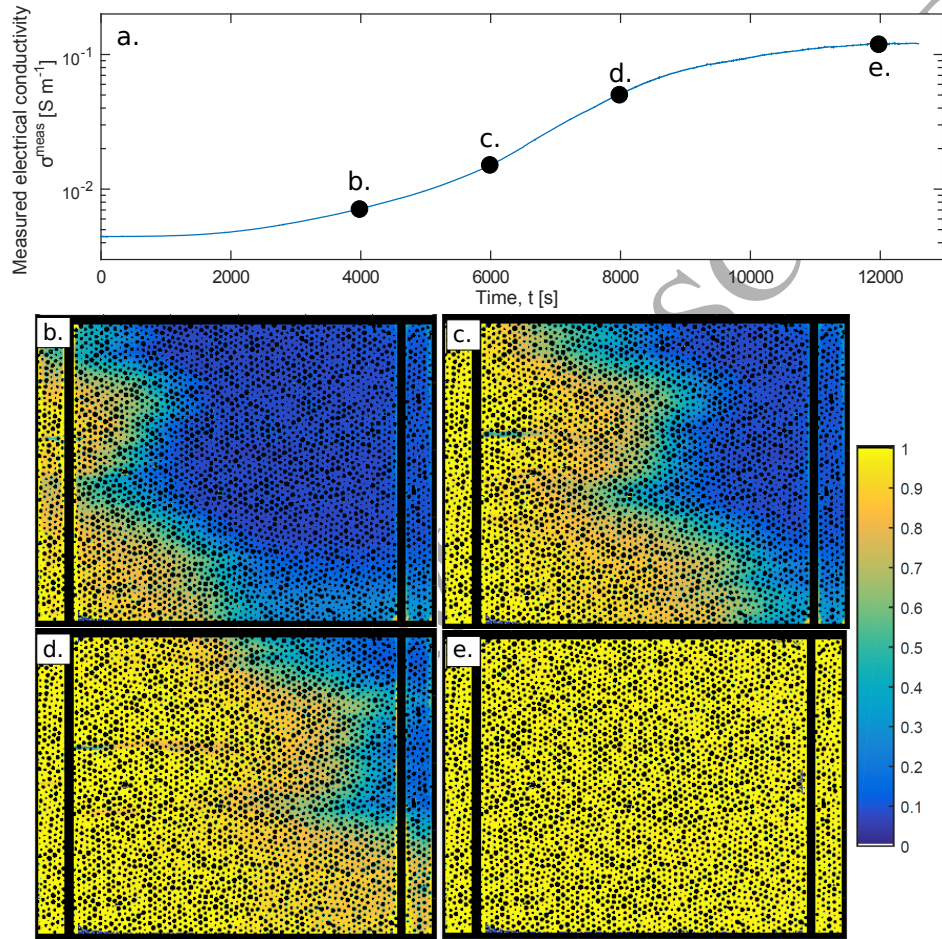 a.
Measured electrical conductivity
σ^meas [S m⁻¹]
10⁻¹
10⁻²
b.
c.
d.
e.
0
2000
4000
6000
8000
10000
12000
Time, t [s]
b.
c.
d.
e.
1
0.9
0.8
0.7
0.6
0.5
0.4
0.3
0.2
0.1
0